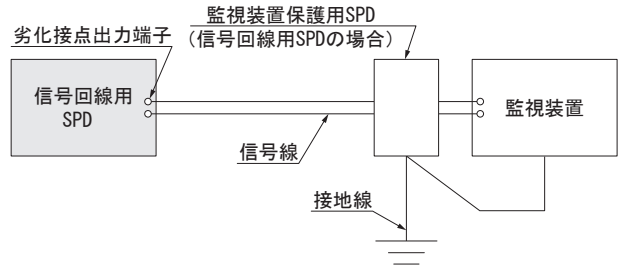 監視装置保護用SPD
(信号回線用SPDの場合)
劣化接点出力端子
信号回線用
SPD
監視装置
信号線
接地線